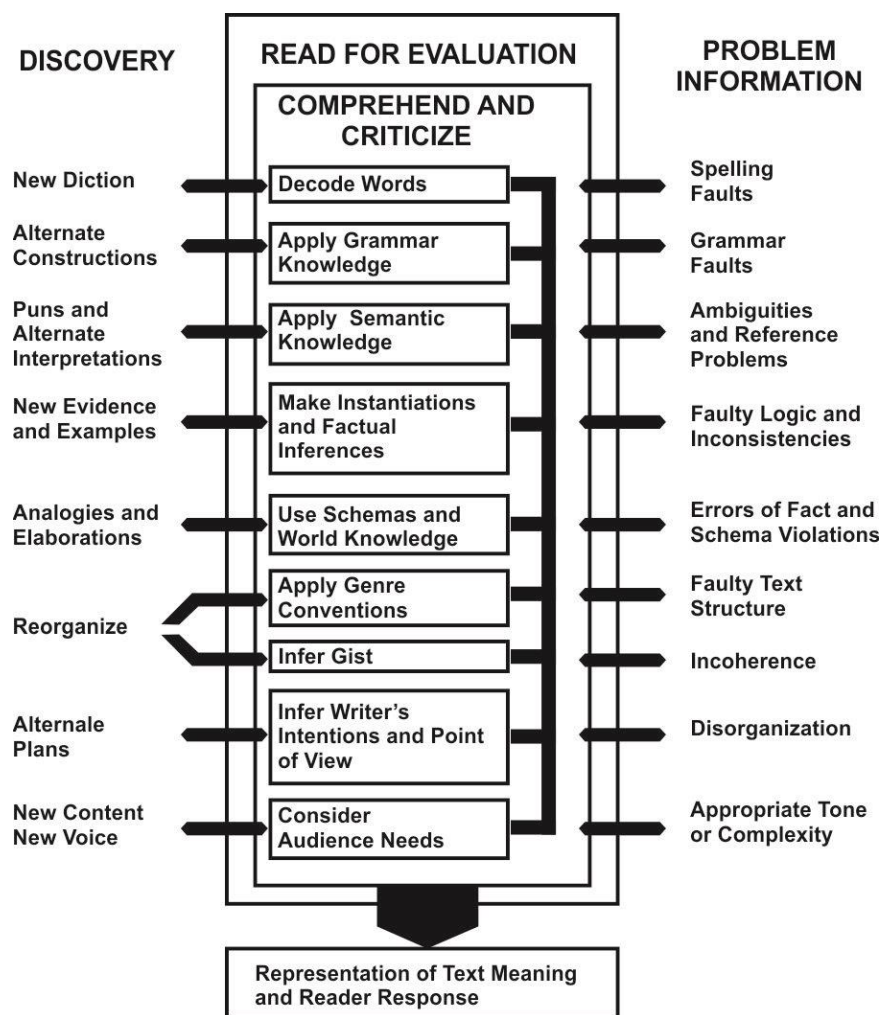 DISCOVERY
READ FOR EVALUATION
PROBLEM
INFORMATION
COMPREHEND AND
CRITICIZE
New Diction
Decode Words
Spelling
Faults
Alternate
Constructions
Apply Grammar
Knowledge
Grammar
Faults
Puns and
Alternate
Interpretations
Apply Semantic
Knowledge
Ambiguities
and Reference
Problems
New Evidence
and Examples
Make Instantiations
and Factual
Inferences
Faulty Logic and
Inconsistencies
Analogies and
Elaborations
Use Schemas and
World Knowledge
Errors of Fact and
Schema Violations
Reorganize
Apply Genre
Conventions
Faulty Text
Structure
Infer Gist
Incoherence
Alternale
Plans
Infer Writer's
Intentions and Point
of View
Disorganization
New Content
New Voice
Consider
Audience Needs
Appropriate Tone
or Complexity
Representation of Text Meaning
and Reader Response